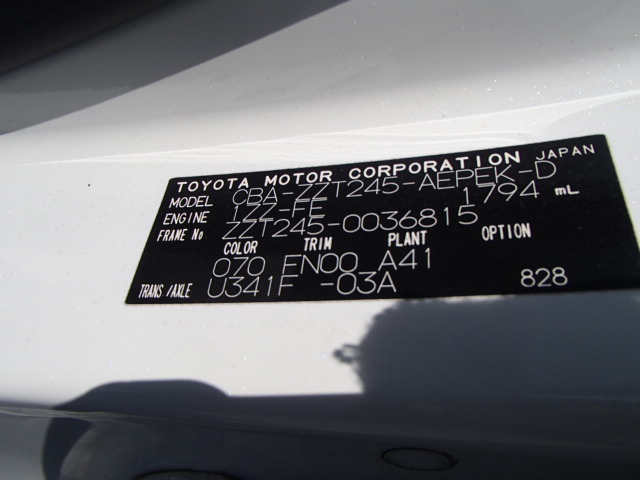 TOYOTA MOTOR CORPORATION JAPAN
MODEL CBA-ZZT245-AEPEK-D
ENGINE 1ZZ-FE 1794 mL
FRAME No ZZT245-0036815
COLOR TRIM PLANT OPTION
070 FN00 A41
TRANS/AXLE U341F -03A 828